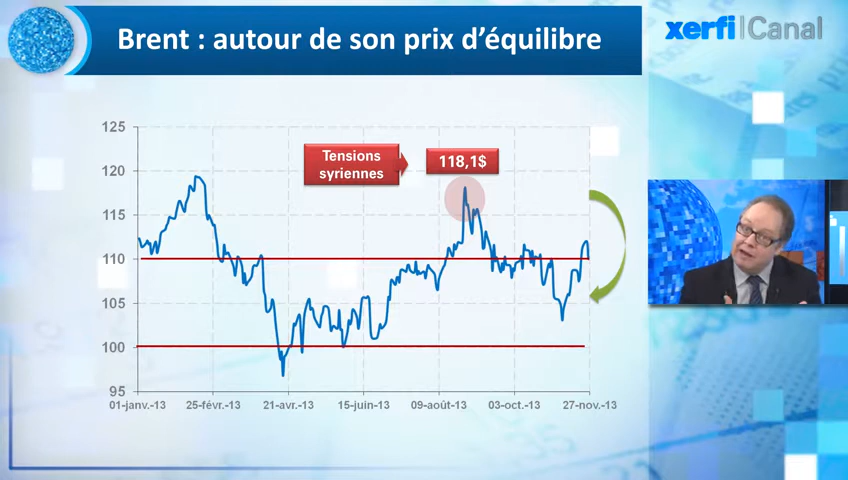 Brent : autour de son prix d'équilibre
xerfi|Canal
125
120
115
110
105
100
95
Tensions
syriennes
118,1$
01-janv.-13
25-févr.-13
21-avr.-13
15-juin-13
09-août-13
03-oct.-13
27-nov.-13